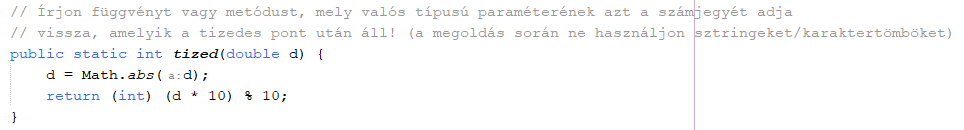 // Írjon függvényt vagy metódust, mely valós típusú paraméterének azt a számjegyét adja
// vissza, amelyik a tizedes pont után áll! (a megoldás során ne használjon sztringeket/karaktertömböket)
public static int tized(double d) {
    d = Math.abs( a: d);
    return (int) (d * 10) % 10;
}